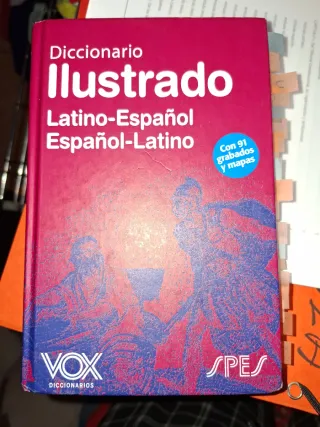 Diccionario
Ilustrado
Latino-Español
Español-Latino
Con 91
grabados
y mapas
VOX
DICCIONARIOS
SPES